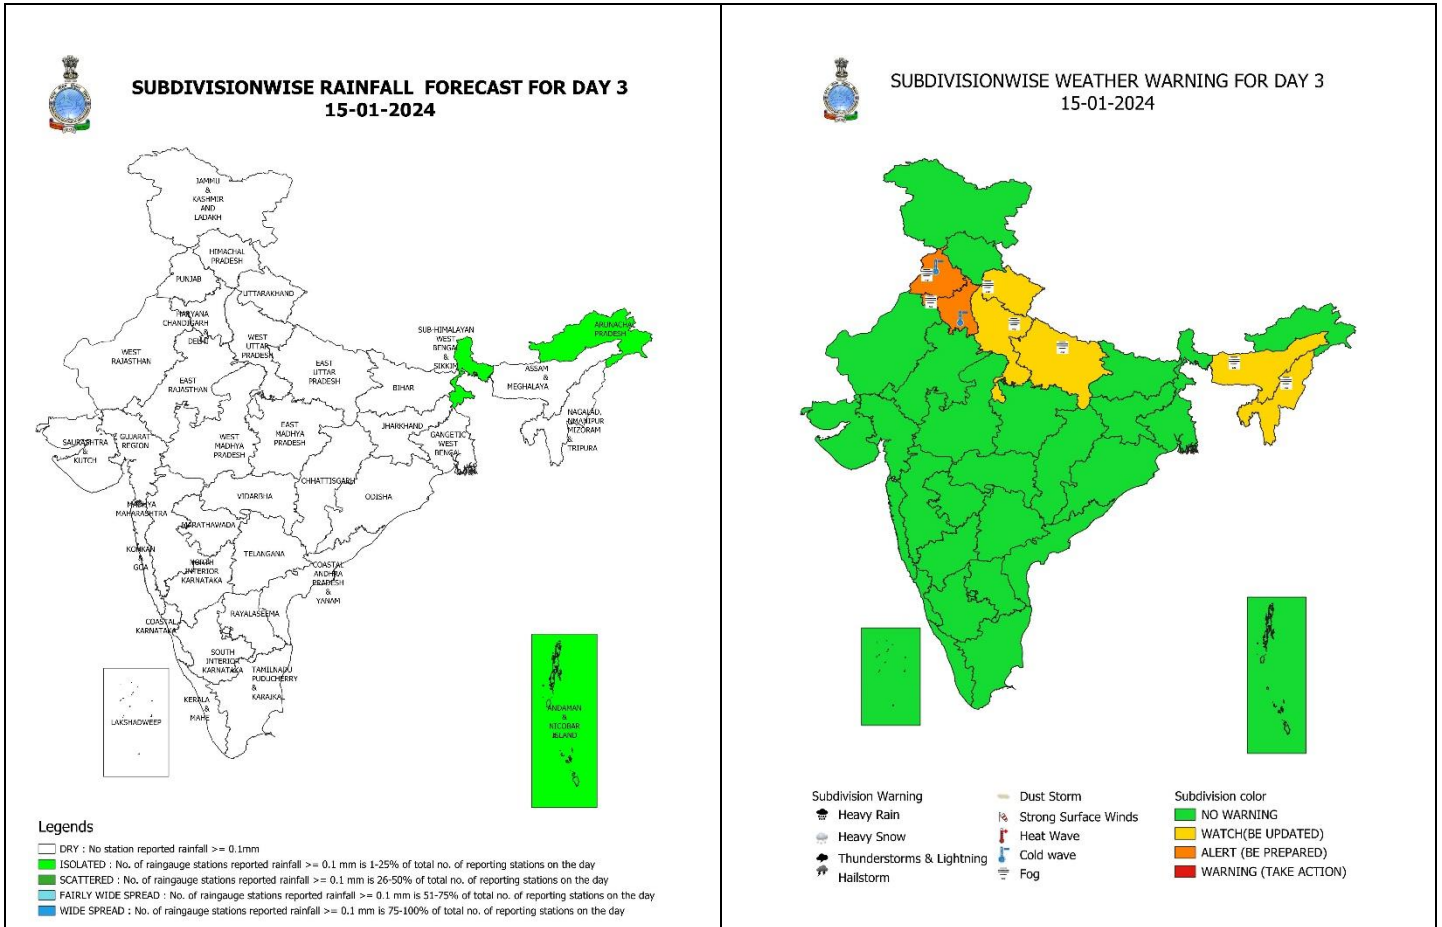 SUBDIVISIONWISE RAINFALL FORECAST FOR DAY 3
15-01-2024
JAMMU
&
KASHMIR
AND
LADAKH
HIMACHAL
PRADESH
PUNJAB
UTTARAKHAND
HARYANA
CHANDIGARH
&
DELHI
WEST
UTTAR
PRADESH
WEST
RAJASTHAN
EAST
RAJASTHAN
EAST
UTTAR
PRADESH
SUB-HIMALAYAN
WEST
BENGAL
&
SIKKIM
ARUNACHAL
PRADESH
ASSAM
&
MEGHALAYA
BIHAR
NAGALAD,
MANIPUR
MIZORAM
&
TRIPURA
JHARKHAND
GANGETIC
WEST
BENGAL
SAURASHTRA
&
KUTCH
GUJARAT
REGION
WEST
MADHYA
PRADESH
EAST
MADHYA
PRADESH
CHHATTISGARH
ODISHA
VIDARBHA
MADHYA
MAHARASHTRA
MARATHAWADA
KONKAN
&
GOA
NORTH
INTERIOR
KARNATAKA
TELANGANA
COASTAL
ANDHRA
PRADESH
&
YANAM
RAYALASEEMA
COASTAL
KARNATAKA
SOUTH
INTERIOR
KARNATAKA
TAMILNADU
PUDUCHERRY
&
KARAIKAL
KERALA
&
MAHE
LAKSHADWEEP
ANDAMAN
&
NICOBAR
ISLAND
Legends
DRY : No station reported rainfall >= 0.1mm
ISOLATED : No. of raingauge stations reported rainfall >= 0.1 mm is 1-25% of total no. of reporting stations on the day
SCATTERED : No. of raingauge stations reported rainfall >= 0.1 mm is 26-50% of total no. of reporting stations on the day
FAIRLY WIDE SPREAD : No. of raingauge stations reported rainfall >= 0.1 mm is 51-75% of total no. of reporting stations on the day
WIDE SPREAD : No. of raingauge stations reported rainfall >= 0.1 mm is 75-100% of total no. of reporting stations on the day
SUBDIVISIONWISE WEATHER WARNING FOR DAY 3
15-01-2024
Subdivision Warning
Heavy Rain
Heavy Snow
Thunderstorms & Lightning
Hailstorm
Dust Storm
Strong Surface Winds
Heat Wave
Cold wave
Fog
Subdivision color
NO WARNING
WATCH(BE UPDATED)
ALERT (BE PREPARED)
WARNING (TAKE ACTION)